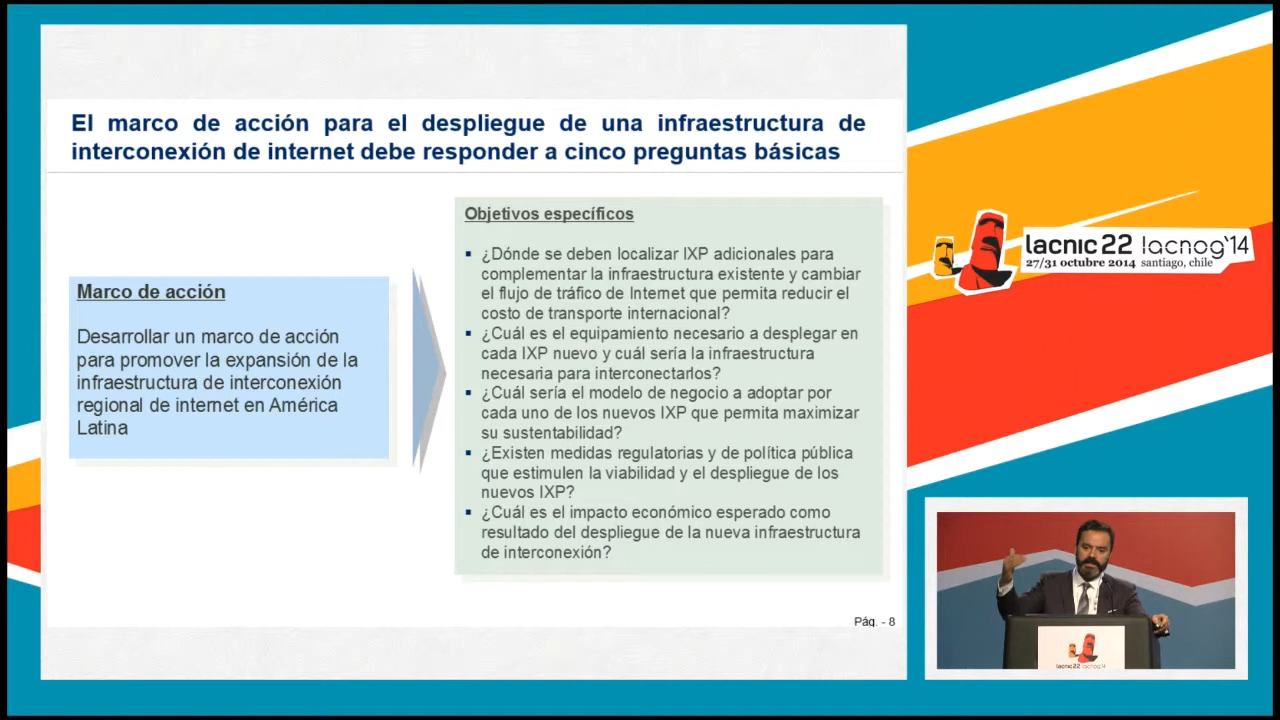 El marco de acción para el despliegue de una infraestructura de
interconexión de internet debe responder a cinco preguntas básicas
Marco de acción
Desarrollar un marco de acción
para promover la expansión de la
infraestructura de interconexión
regional de internet en América
Latina
Objetivos específicos
▪ ¿Dónde se deben localizar IXP adicionales para
complementar la infraestructura existente y cambiar
el flujo de tráfico de Internet que permita reducir el
costo de transporte internacional?
▪ ¿Cuál es el equipamiento necesario a desplegar en
cada IXP nuevo y cuál sería la infraestructura
necesaria para interconectarlos?
▪ ¿Cuál sería el modelo de negocio a adoptar por
cada uno de los nuevos IXP que permita maximizar
su sustentabilidad?
▪ ¿Existen medidas regulatorias y de política pública
que estimulen la viabilidad y el despliegue de los
nuevos IXP?
▪ ¿Cuál es el impacto económico esperado como
resultado del despliegue de la nueva infraestructura
de interconexión?
Pág. - 8
lacnic 22 lacnog'14
27/31 octubre 2014 santiago, chile
lacnic 22 lacnog'14